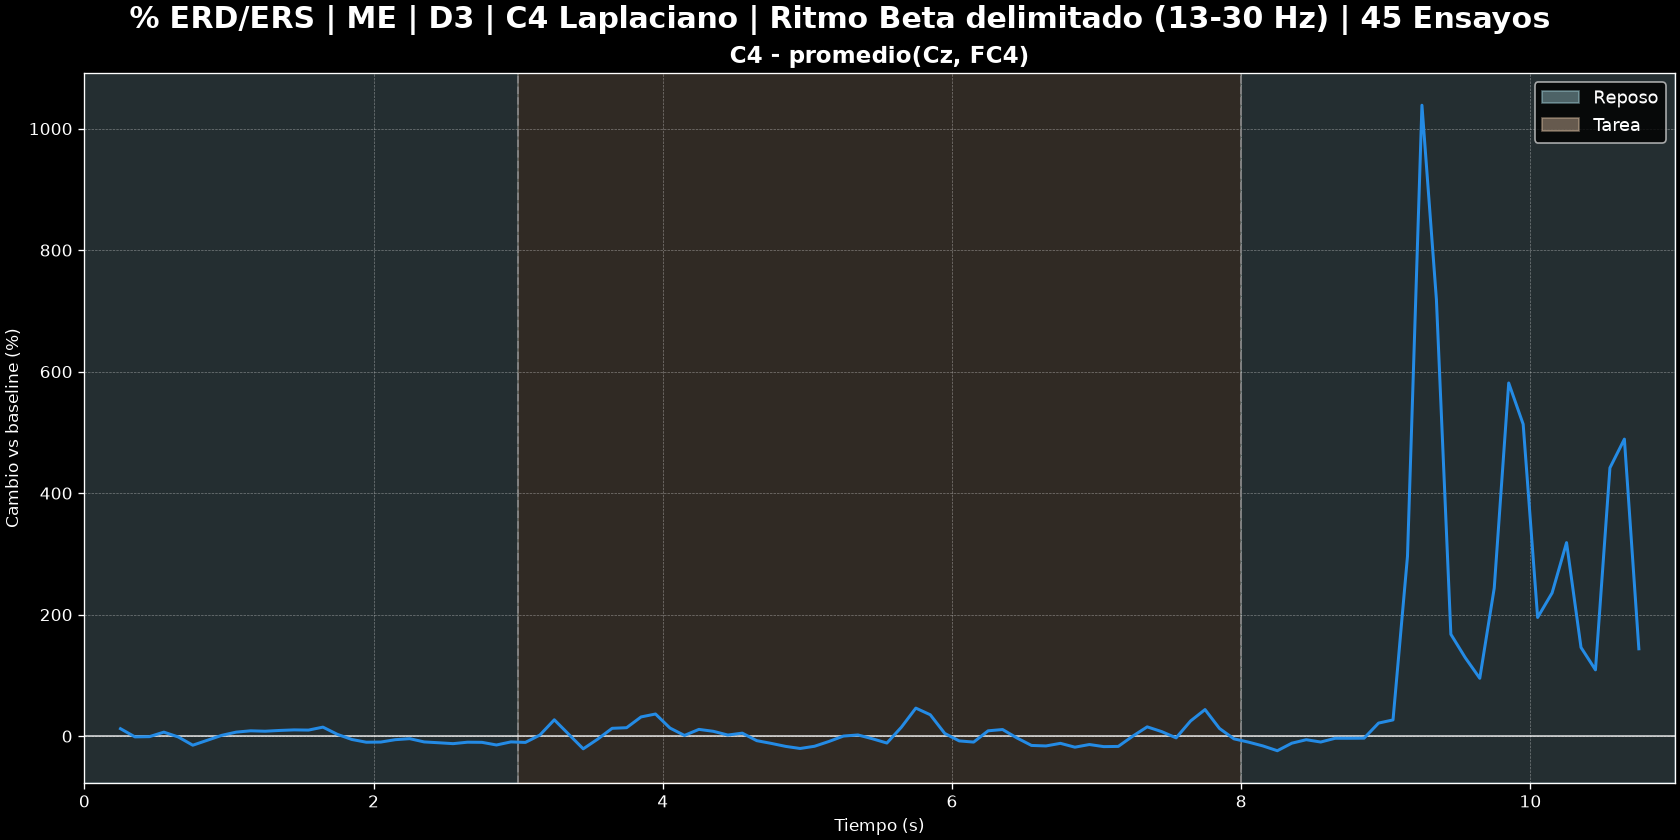 % ERD/ERS | ME | D3 | C4 Laplaciano | Ritmo Beta delimitado (13-30 Hz) | 45 Ensayos
C4 - promedio(Cz, FC4)
Reposo
Tarea
1000
800
600
400
200
0
Cambio vs baseline (%)
0 2 4 6 8 10
Tiempo (s)